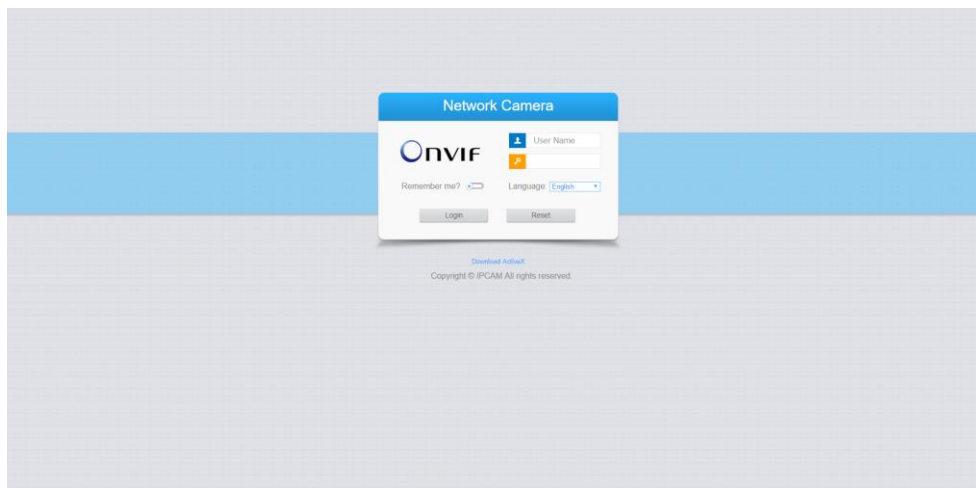 Network Camera
ONVIF
User Name
Remember me?
Language: English
Login
Reset
Download ActiveX
Copyright © IPCAM All rights reserved.